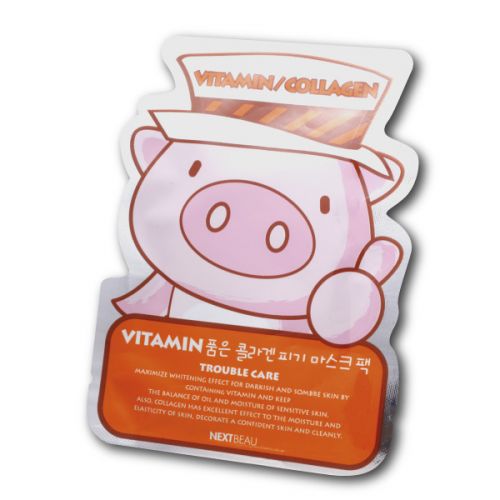 VITAMIN/COLLAGEN
VITAMIN 품은 콜라겐 피기 마스크 팩
TROUBLE CARE
MAXIMIZE WHITENING EFFECT FOR DARKISH AND SOMBRE SKIN BY
CONTAINING VITAMIN AND KEEP
THE BALANCE OF OIL AND MOISTURE OF SENSITIVE SKIN.
ALSO, COLLAGEN HAS EXCELLENT EFFECT TO THE MOISTURE AND
ELASTICITY OF SKIN, DECORATE A CONFIDENT SKIN AND CLEANLY.
NEXTBEAU